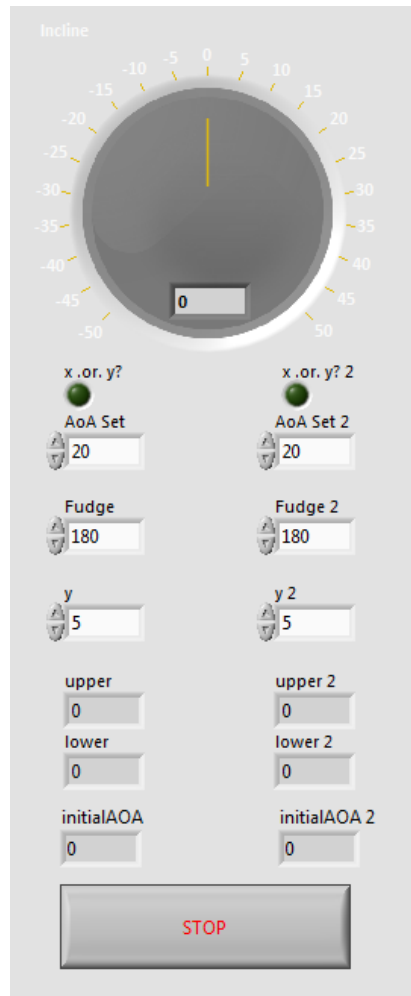 Incline
-50 -45 -40 -35 -30 -25 -20 -15 -10 -5 0 5 10 15 20 25 30 35 40 45 50
0
x .or. y? x .or. y? 2
AoA Set AoA Set 2
20 20
Fudge Fudge 2
180 180
y y 2
5 5
upper upper 2
0 0
lower lower 2
0 0
initialAOA initialAOA 2
0 0
STOP